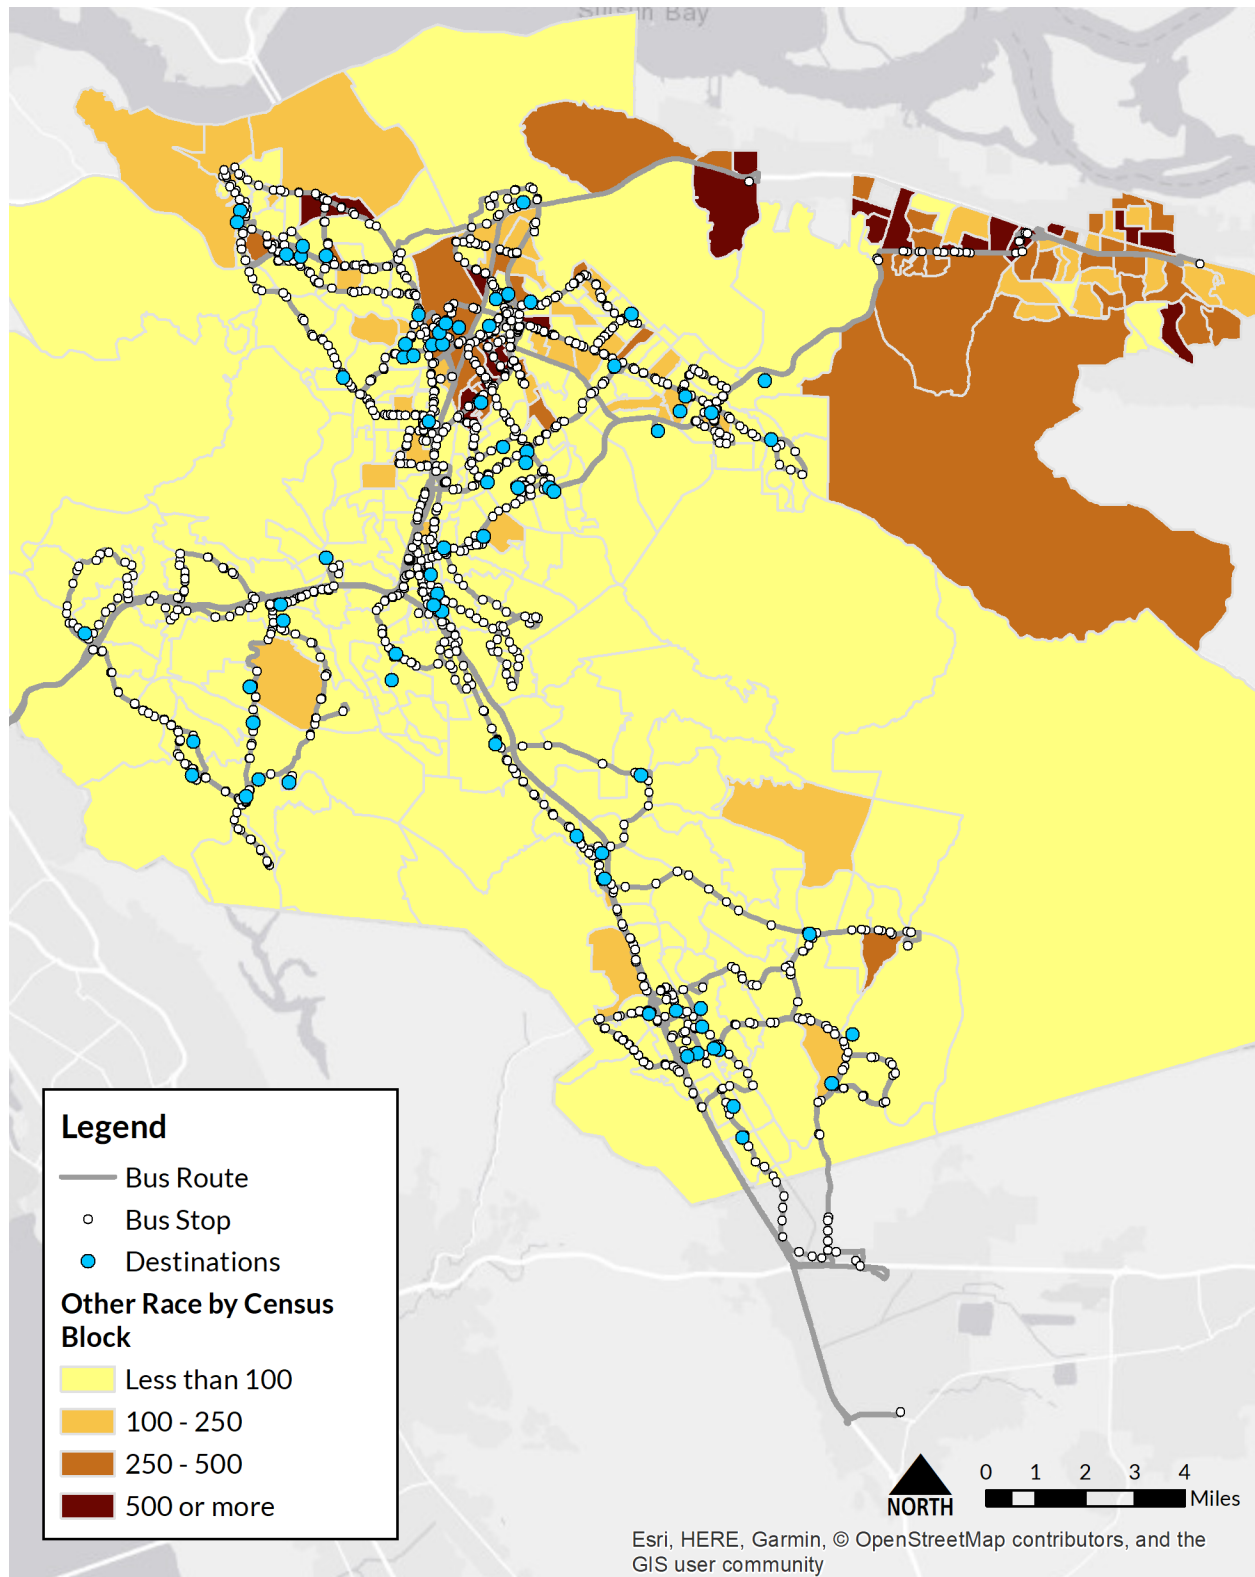 Suisun Bay
Legend
Bus Route
Bus Stop
Destinations
Other Race by Census
Block
Less than 100
100 - 250
250 - 500
500 or more
NORTH
0 1 2 3 4
Miles
Esri, HERE, Garmin, © OpenStreetMap contributors, and the
GIS user community